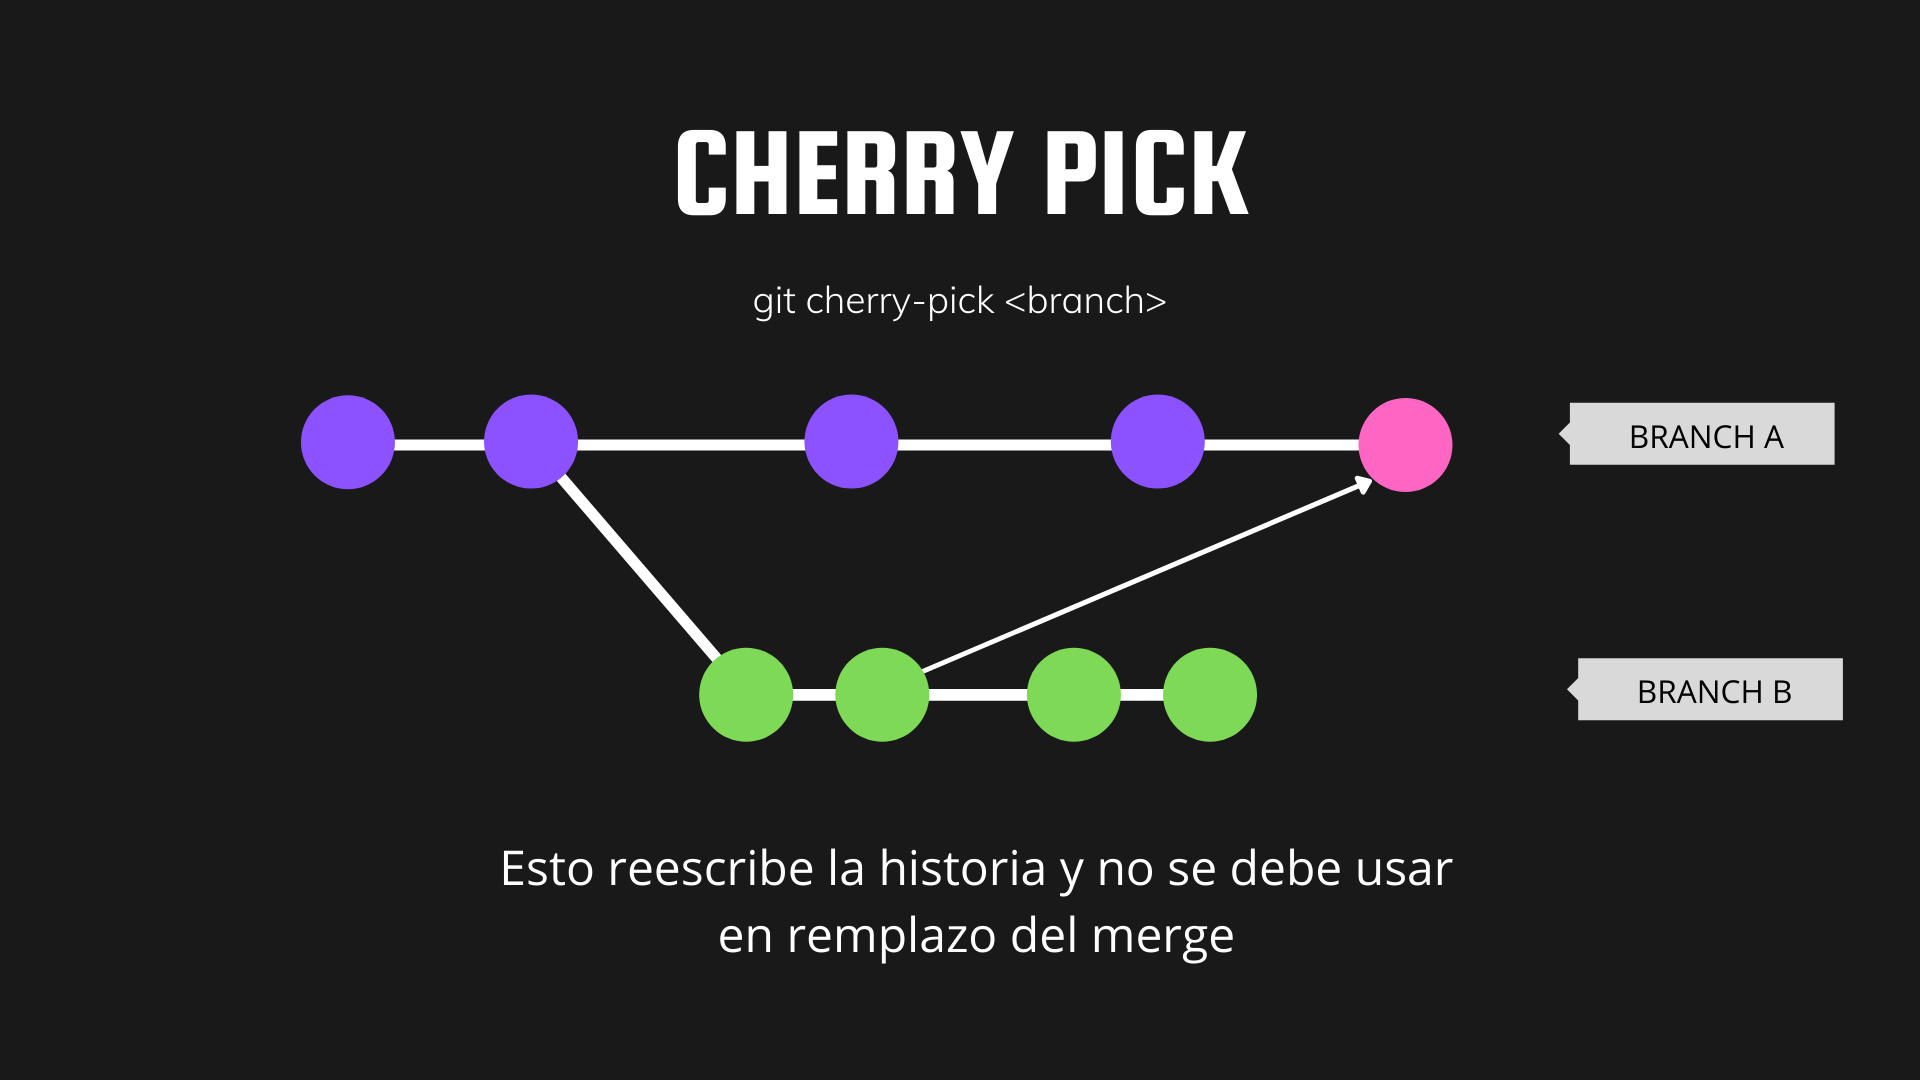 CHERRY PICK
git cherry-pick <branch>
BRANCH A
BRANCH B
Esto reescribe la historia y no se debe usar
en remplazo del merge